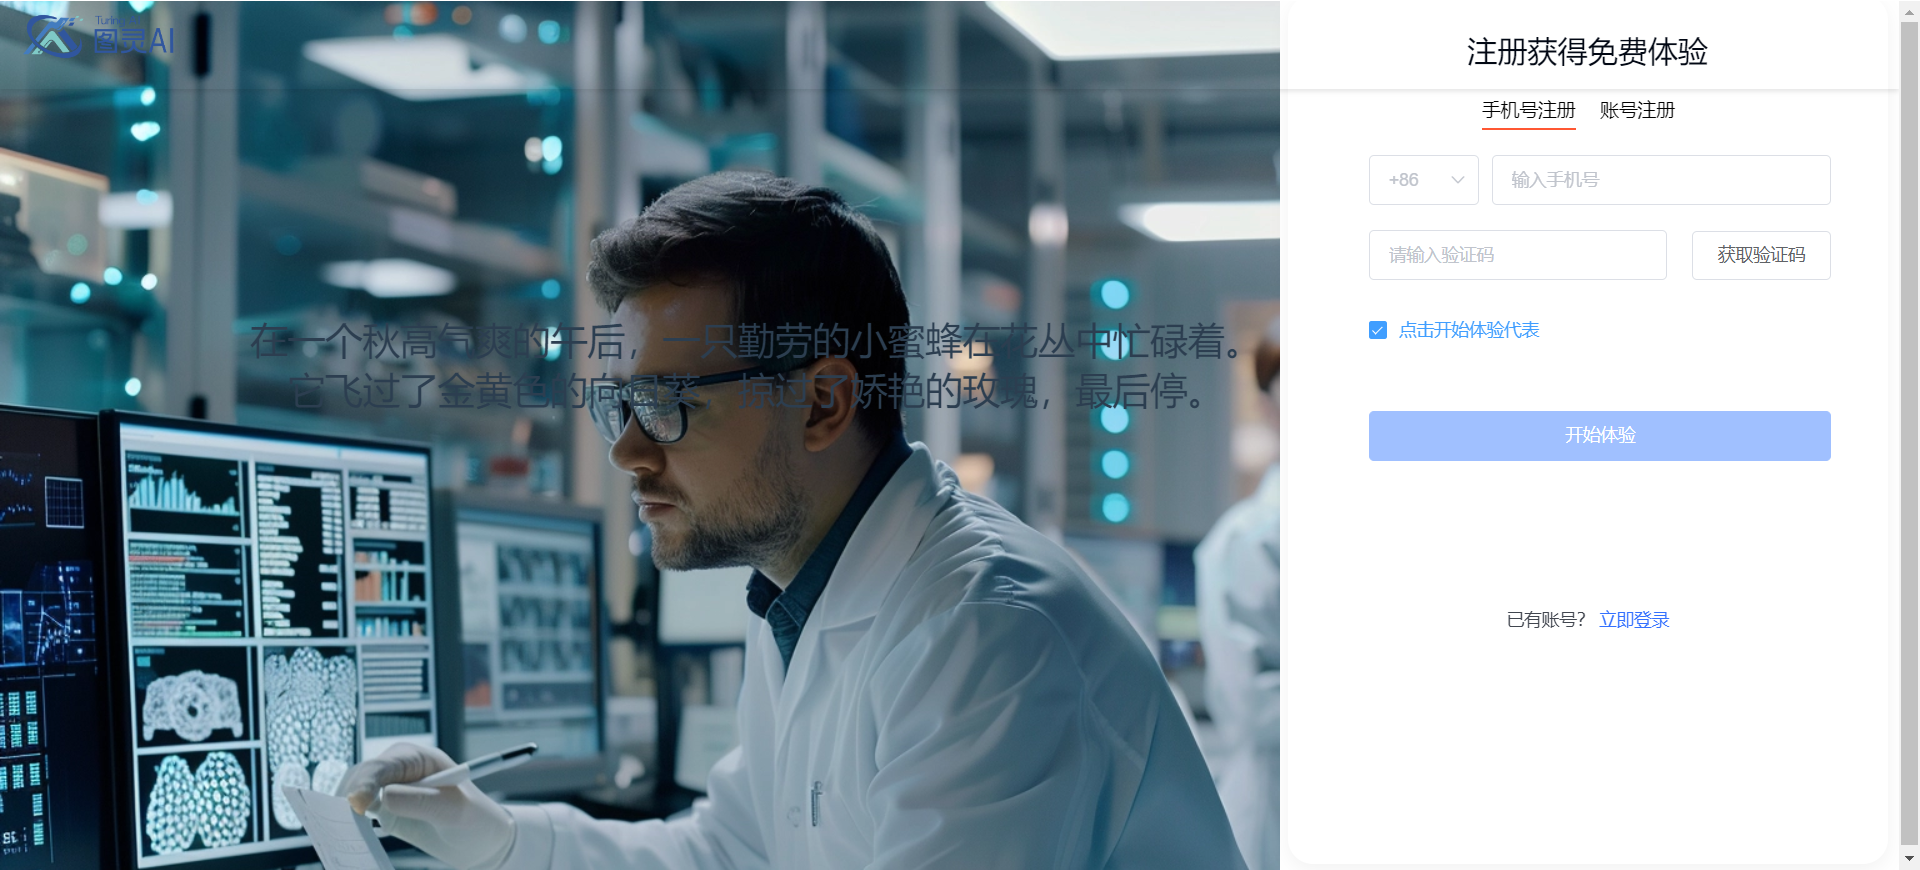 Turing
图灵AI
注册获得免费体验
手机号注册 账号注册
+86 输入手机号
请输入验证码 获取验证码
在一个秋高气爽的午后，一只勤劳的小蜜蜂在花丛中忙碌着。
它飞过了金黄色的向日葵，掠过了娇艳的玫瑰，最后停。
点击开始体验代表
开始体验
已有账号？ 立即登录